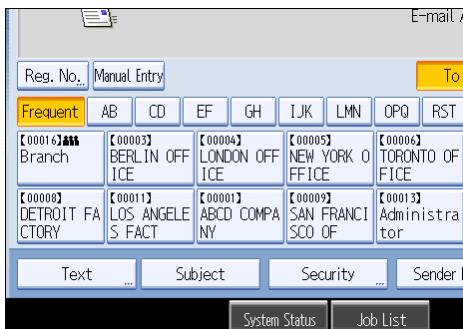 E-mail
Reg. No. Manual Entry To
Frequent AB CD EF GH IJK LMN OPQ RST
【00016】 【00003】 【00004】 【00005】 【00006】
Branch BERLIN OFF LONDON OFF NEW YORK O TORONTO OF
ICE ICE FFICE FICE
【00008】 【00011】 【00001】 【00009】 【00013】
DETROIT FA LOS ANGELE ABCD COMPA SAN FRANCI Administra
CTORY S FACT NY SCO OF tor
Text Subject Security Sender
System Status Job List